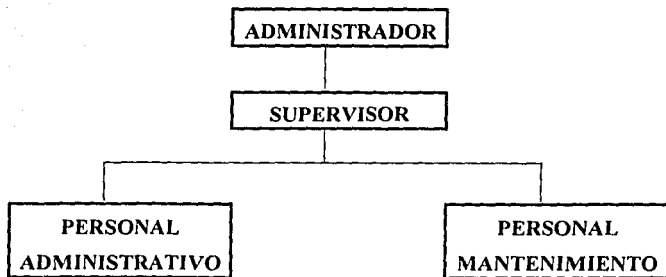 ADMINISTRADOR
SUPERVISOR
PERSONAL
ADMINISTRATIVO
PERSONAL
MANTENIMIENTO